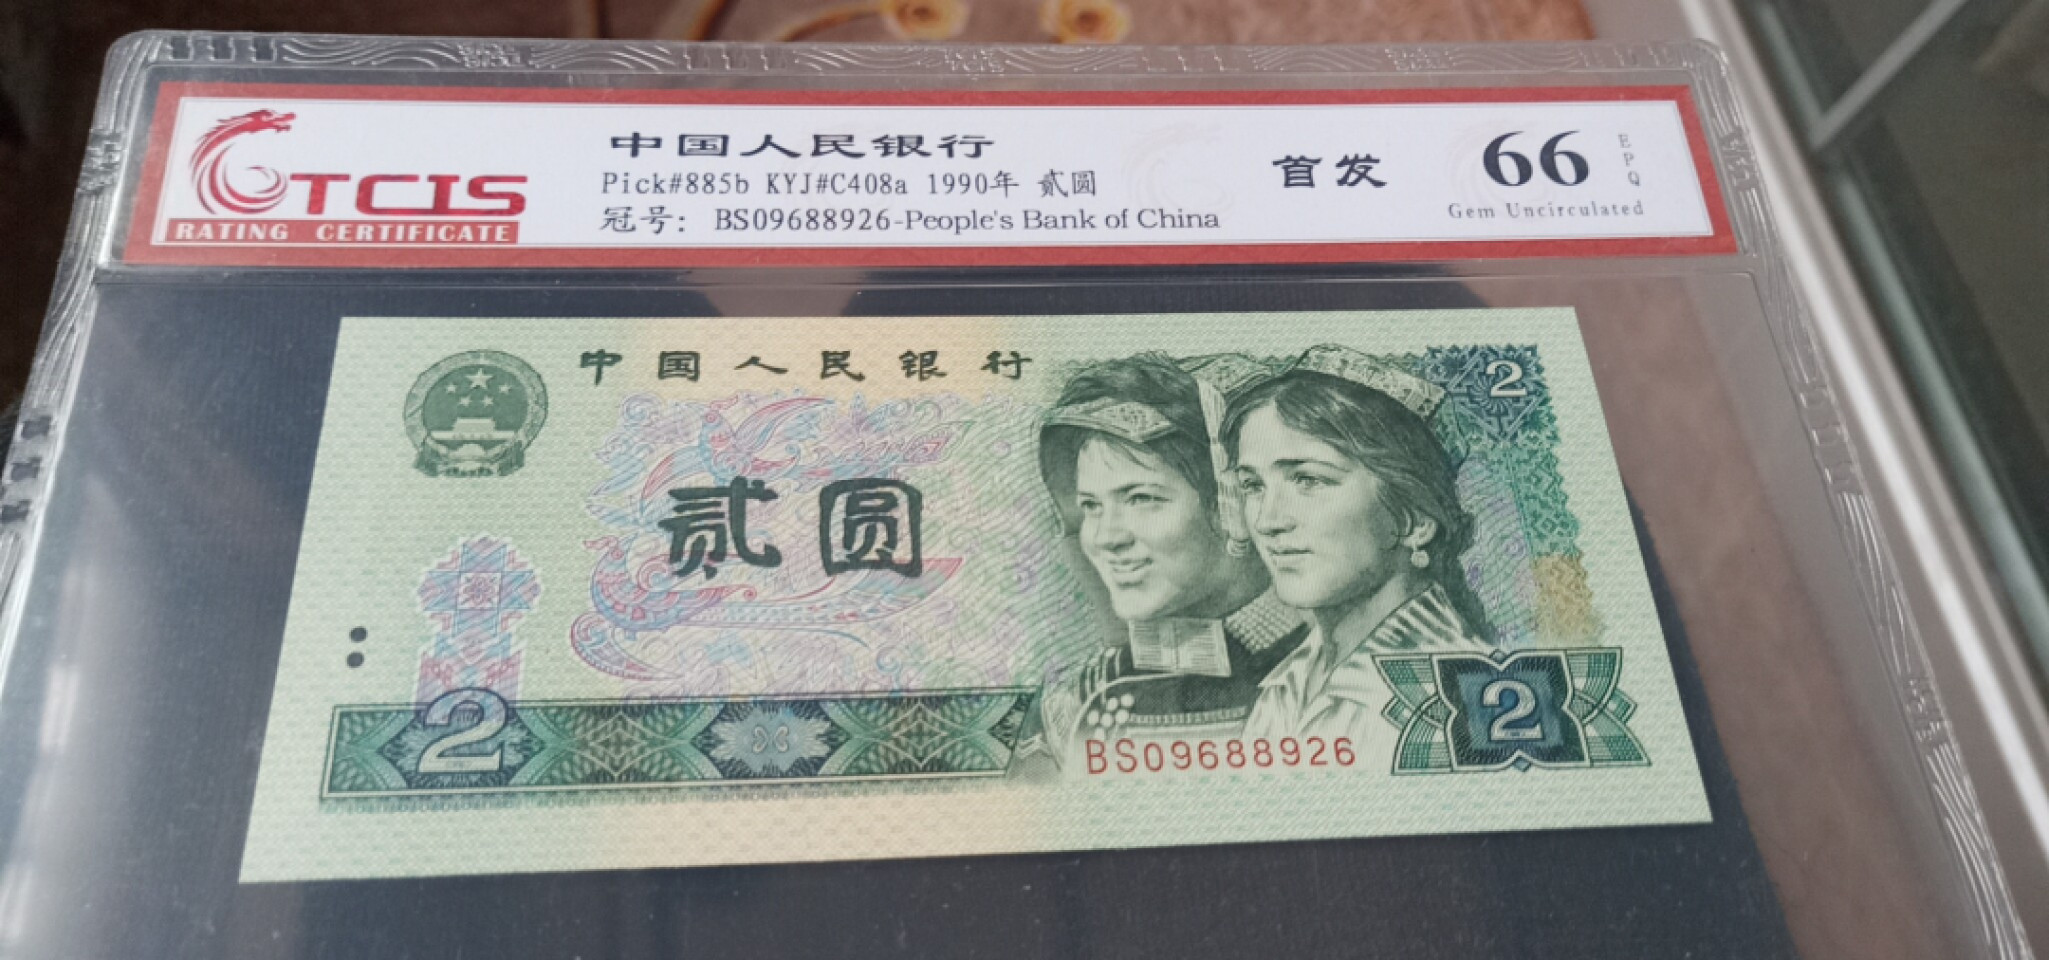 TCIS
RATING CERTIFICATE
中国人民银行
Pick#885b KYJ#C408a 1990年 贰圆
冠号: BS09688926-People's Bank of China
首发
66
EPQ
Gem Uncirculated
中国人民银行
2
贰圆
2
2
BS09688926